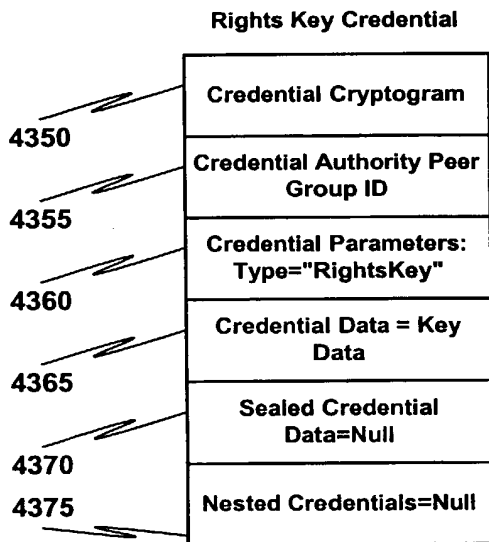 Rights Key Credential
Credential Cryptogram
4350
Credential Authority Peer
Group ID
4355
Credential Parameters:
Type="RightsKey"
4360
Credential Data = Key
Data
4365
Sealed Credential
Data=Null
4370
Nested Credentials=Null
4375